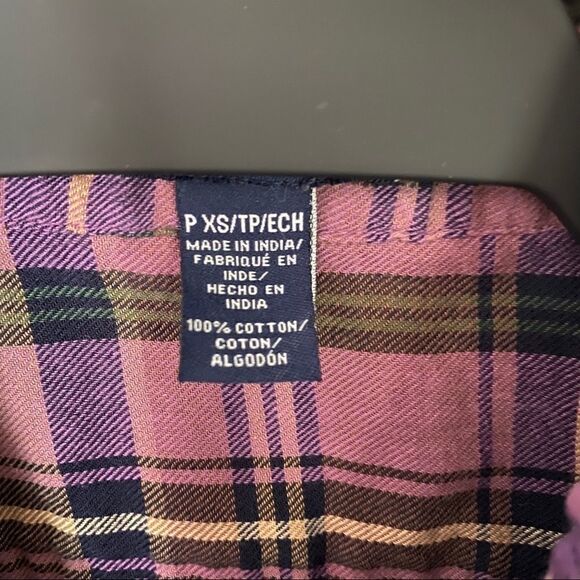 P XS/TP/ECH
MADE IN INDIA/
FABRIQUÉ EN
INDE/
HECHO EN
INDIA
100% COTTON/
COTON/
ALGODÓN